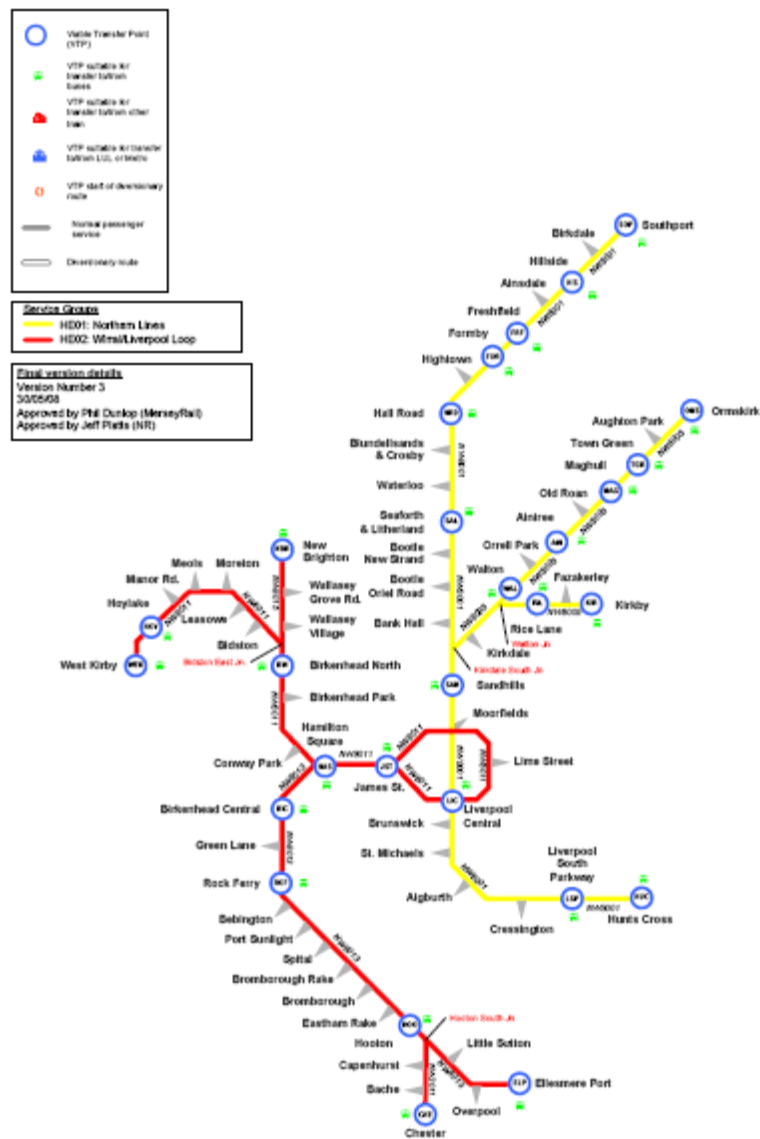 Viable Transfer Point
(VTP)
VTP suitable for
transfer to/from
buses
VTP suitable for
transfer to/from other
train
VTP suitable for transfer
to/from LUL or Metro
VTP start of diversionary
route
Normal passenger
service
Diversionary route
Service Groups
HE01: Northern Lines
HE02: Wirral/Liverpool Loop
Final version details
Version Number 3
30/05/08
Approved by Phil Dunlop (MerseyRail)
Approved by Jeff Platts (NR)
Southport
Birkdale
Hillside
Ainsdale
Freshfield
Formby
Hightown
Hall Road
Blundellsands
& Crosby
Waterloo
Seaforth
& Litherland
Bootle
New Strand
Bootle
Oriel Road
Bank Hall
Ormskirk
Aughton Park
Town Green
Maghull
Old Roan
Aintree
Orrell Park
Walton
Fazakerley
Kirkby
Rice Lane
Walton Jn
Kirkdale
Kirkdale South Jn
Sandhills
Moorfields
Lime Street
Liverpool
Central
New
Brighton
Wallasey
Grove Rd.
Wallasey
Village
Meols
Moreton
Manor Rd.
Hoylake
Leasowe
Bidston
Bidston East Jn
West Kirby
Birkenhead North
Birkenhead Park
Hamilton
Square
Conway Park
James St.
Birkenhead Central
Green Lane
Rock Ferry
Brunswick
St. Michaels
Aigburth
Cressington
Liverpool
South
Parkway
Hunts Cross
Bebington
Port Sunlight
Spital
Bromborough Rake
Bromborough
Eastham Rake
Hooton
Hooton South Jn
Little Sutton
Capenhurst
Bache
Overpool
Ellesmere Port
Chester